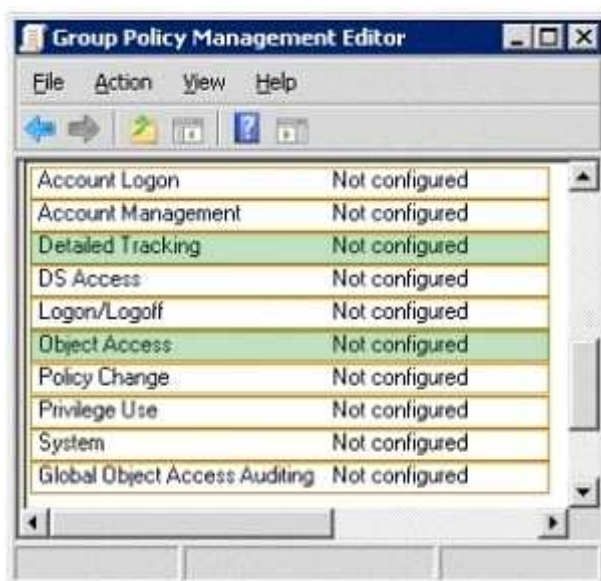 Group Policy Management Editor
File Action View Help
Account Logon Not configured
Account Management Not configured
Detailed Tracking Not configured
DS Access Not configured
Logon/Logoff Not configured
Object Access Not configured
Policy Change Not configured
Privilege Use Not configured
System Not configured
Global Object Access Auditing Not configured